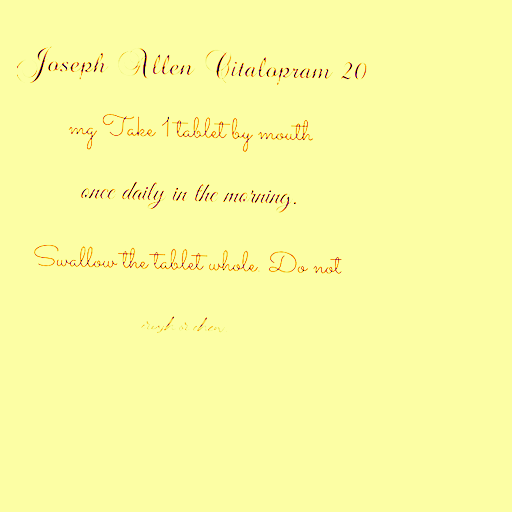 Joseph Allen Citalopram 20
mg Take 1 tablet by mouth
once daily in the morning.
Swallow the tablet whole. Do not